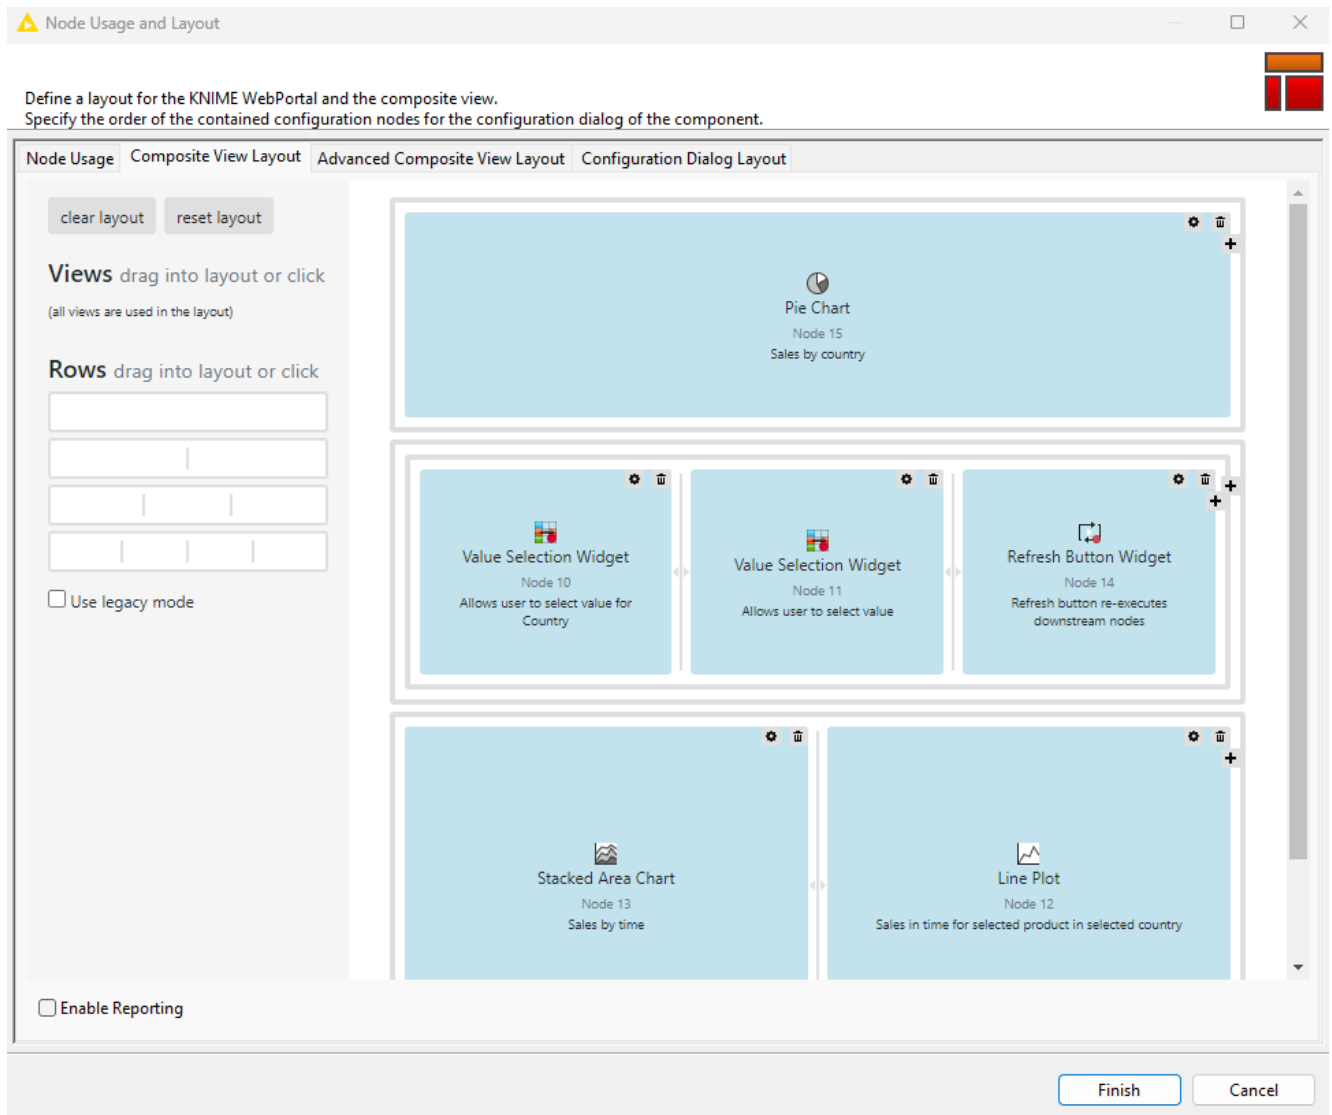 Node Usage and Layout
Define a layout for the KNIME WebPortal and the composite view.
Specify the order of the contained configuration nodes for the configuration dialog of the component.
Node Usage
Composite View Layout
Advanced Composite View Layout
Configuration Dialog Layout
clear layout
reset layout
Views drag into layout or click
(all views are used in the layout)
Rows drag into layout or click
Use legacy mode
Pie Chart
Node 15
Sales by country
Value Selection Widget
Node 10
Allows user to select value for
Country
Value Selection Widget
Node 11
Allows user to select value
Refresh Button Widget
Node 14
Refresh button re-executes
downstream nodes
Stacked Area Chart
Node 13
Sales by time
Line Plot
Node 12
Sales in time for selected product in selected country
Enable Reporting
Finish
Cancel